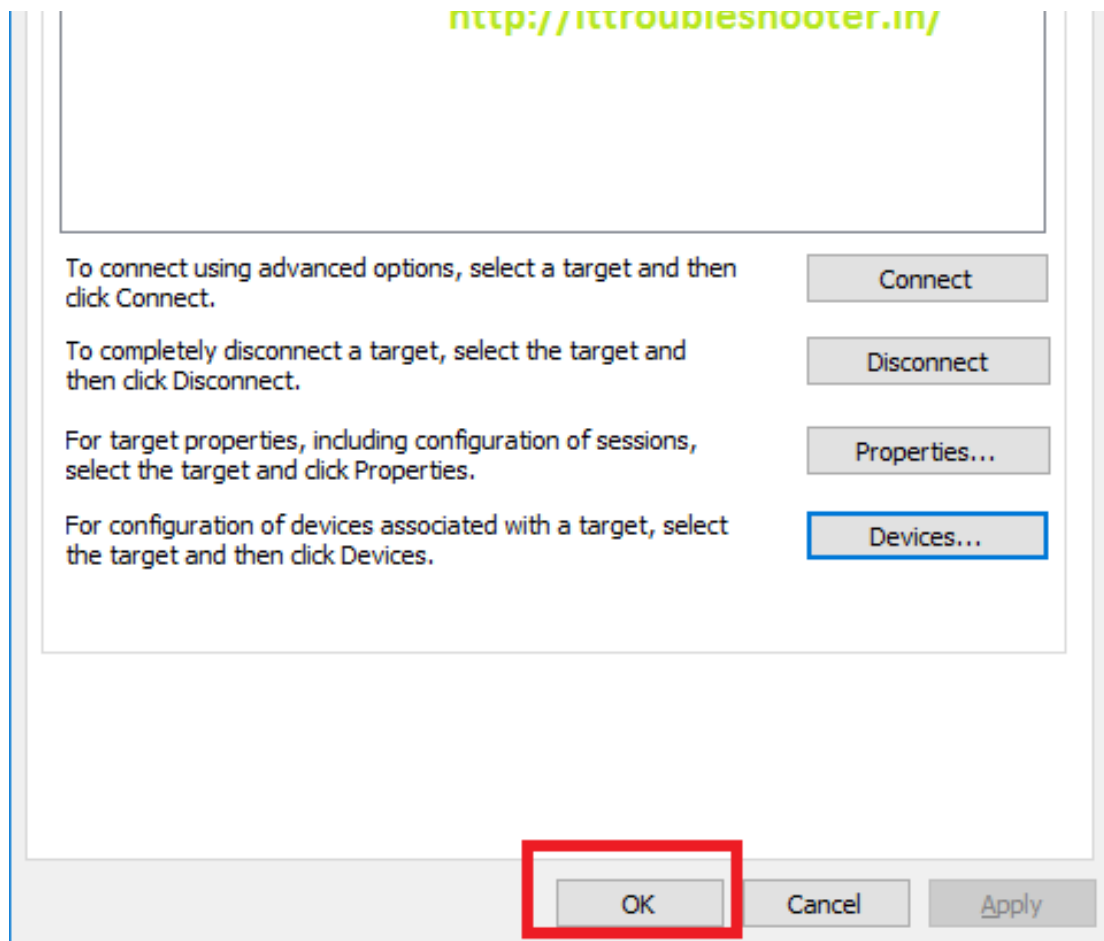 http://ittroubleshooter.in/
To connect using advanced options, select a target and then
click Connect.
Connect
To completely disconnect a target, select the target and
then click Disconnect.
Disconnect
For target properties, including configuration of sessions,
select the target and click Properties.
Properties...
For configuration of devices associated with a target, select
the target and then click Devices.
Devices...
OK
Cancel
Apply